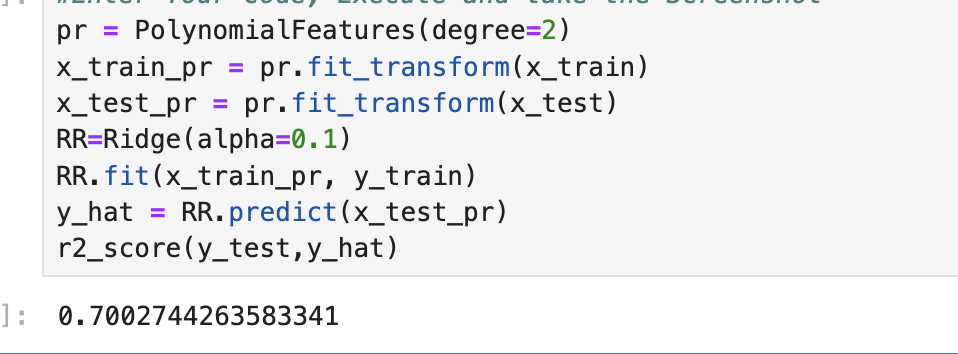 #Enter Your Code, Execute and take the Screenshot
pr = PolynomialFeatures(degree=2)
x_train_pr = pr.fit_transform(x_train)
x_test_pr = pr.fit_transform(x_test)
RR=Ridge(alpha=0.1)
RR.fit(x_train_pr, y_train)
y_hat = RR.predict(x_test_pr)
r2_score(y_test,y_hat)
]: 0.7002744263583341